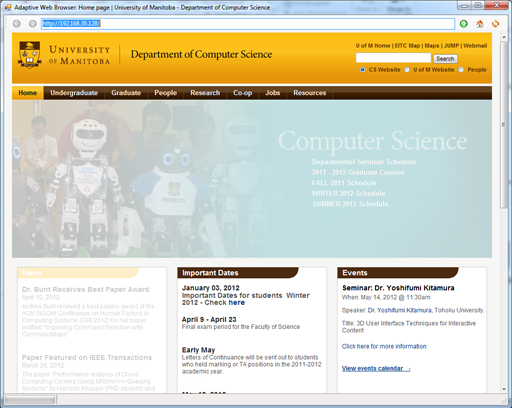 Adaptive Web Browser: Home page | University of Manitoba - Department of Computer Science
http://192.168.30.128/
U of M Home | EITC Map | Maps | JUMP | Webmail
UNIVERSITY
OF MANITOBA
Department of Computer Science
Search
CS Website
U of M Website
People
Home
Undergraduate
Graduate
People
Research
Co-op
Jobs
Resources
Computer Science
Departmental Seminar Schedule
2011 - 2012 Graduate Courses
FALL 2011 Schedule
WINTER 2012 Schedule
SUMMER 2012 Schedule
News
Dr. Bunt Receives Best Paper Award
April 10, 2012
Andrea Bunt received a best papers award at the
ACM SIGCHI Conference on Human Factors in
Computing Systems (CHI 2012) for her paper
entitled "Improving Command Selection with
CommandMaps"
Paper Featured on IEEE Transactions
March 26, 2012
The paper "Performance Analysis of Cloud
Computing Centers Using M/G/m/m+r Queuing
Systems" by Hamzeh Khazaei (PhD student) and
Important Dates
January 03, 2012
Important Dates for students Winter
2012 - Check here
April 9 - April 23
Final exam period for the Faculty of Science
Early May
Letters of Continuance will be sent out to students
who held marking or TA positions in the 2011-2012
academic year.
Events
Seminar: Dr. Yoshifumi Kitamura
When: May 14, 2012 @ 11:30am
Speaker: Dr. Yoshifumi Kitamura, Tohoku University.
Title: 3D User Interface Techniques for Interactive
Content
Click here for more information
View events calendar